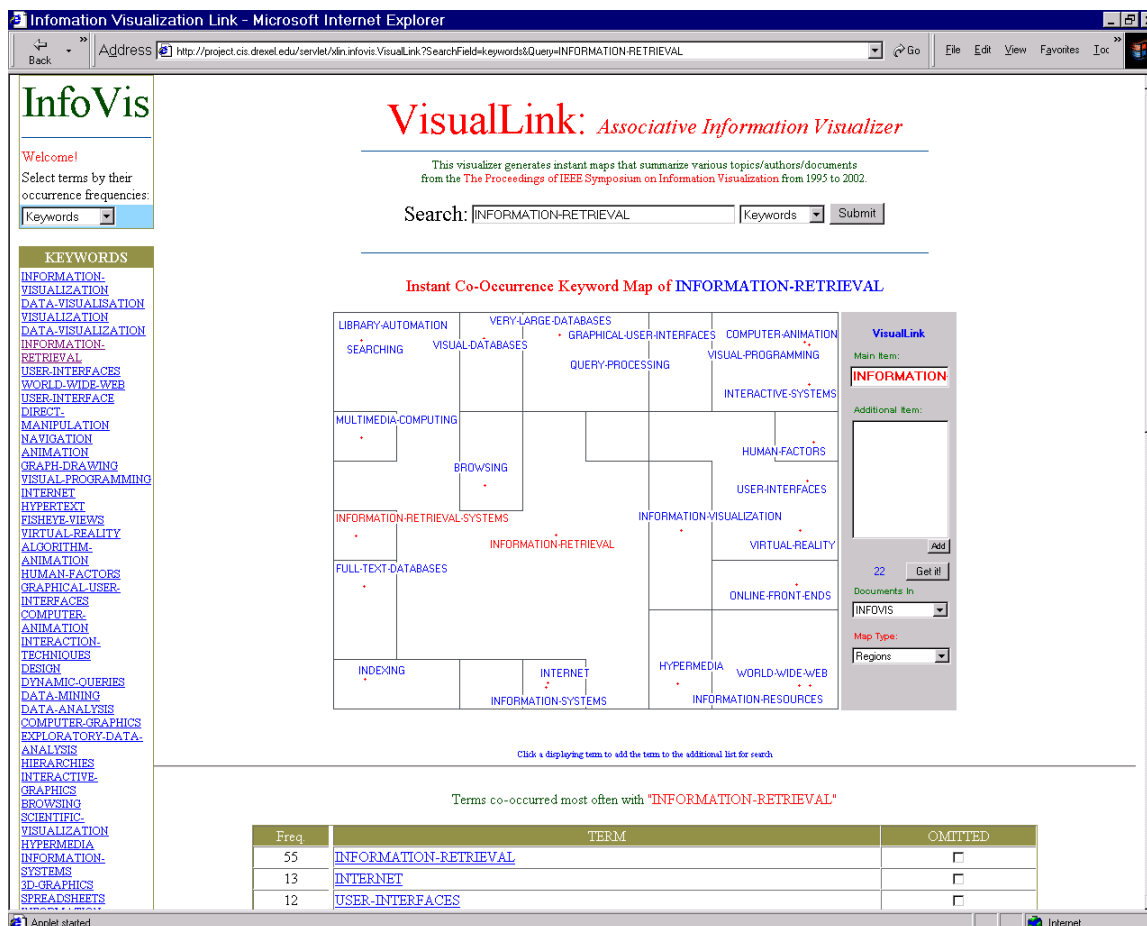 Infomation Visualization Link - Microsoft Internet Explorer
Back
»
Address
http://project.cis.drexel.edu/servlet/xlin.infovis.VisualLink?SearchField=keywords&Query=INFORMATION-RETRIEVAL
Go
File Edit View Favorites
»
InfoVis
Welcome!
Select terms by their
occurrence frequencies:
Keywords
KEYWORDS
INFORMATION-
VISUALIZATION
DATA-VISUALISATION
VISUALIZATION
DATA-VISUALIZATION
INFORMATION-
RETRIEVAL
USER-INTERFACES
WORLD-WIDE-WEB
USER-INTERFACE
DIRECT-
MANIPULATION
NAVIGATION
ANIMATION
GRAPH-DRAWING
VISUAL-PROGRAMMING
INTERNET
HYPERTEXT
FISHEYE-VIEWS
VIRTUAL-REALITY
ALGORITHM-
ANIMATION
HUMAN-FACTORS
GRAPHICAL-USER-
INTERFACES
COMPUTER-
ANIMATION
INTERACTION-
TECHNIQUES
DESIGN
DYNAMIC-QUERIES
DATA-MINING
DATA-ANALYSIS
COMPUTER-GRAPHICS
EXPLORATORY-DATA-
ANALYSIS
HIERARCHIES
INTERACTIVE-
GRAPHICS
BROWSING
SCIENTIFIC-
VISUALIZATION
HYPERMEDIA
INFORMATION-
SYSTEMS
3D-GRAPHICS
SPREADSHEETS
VisualLink: Associative Information Visualizer
This visualizer generates instant maps that summarize various topics/authors/documents
from the The Proceedings of IEEE Symposium on Information Visualization from 1995 to 2002.
Search: INFORMATION-RETRIEVAL Keywords Submit
Instant Co-Occurrence Keyword Map of INFORMATION-RETRIEVAL
LIBRARY-AUTOMATION
VERY-LARGE-DATABASES
GRAPHICAL-USER-INTERFACES
COMPUTER-ANIMATION
SEARCHING
VISUAL-DATABASES
VISUAL-PROGRAMMING
QUERY-PROCESSING
INTERACTIVE-SYSTEMS
MULTIMEDIA-COMPUTING
HUMAN-FACTORS
BROWSING
USER-INTERFACES
INFORMATION-RETRIEVAL-SYSTEMS
INFORMATION-VISUALIZATION
INFORMATION-RETRIEVAL
VIRTUAL-REALITY
FULL-TEXT-DATABASES
ONLINE-FRONT-ENDS
INDEXING
INTERNET
HYPERMEDIA
WORLD-WIDE-WEB
INFORMATION-SYSTEMS
INFORMATION-RESOURCES
VisualLink
Main Item:
INFORMATION-
Additional Item:
Add
22 Get it!
Documents In
INFOVIS
Map Type:
Regions
Click a displaying term to add the term to the additional list for search
Terms co-occurred most often with "INFORMATION-RETRIEVAL"
Freq. TERM OMITTED
55 INFORMATION-RETRIEVAL
13 INTERNET
12 USER-INTERFACES
Applet started
Internet